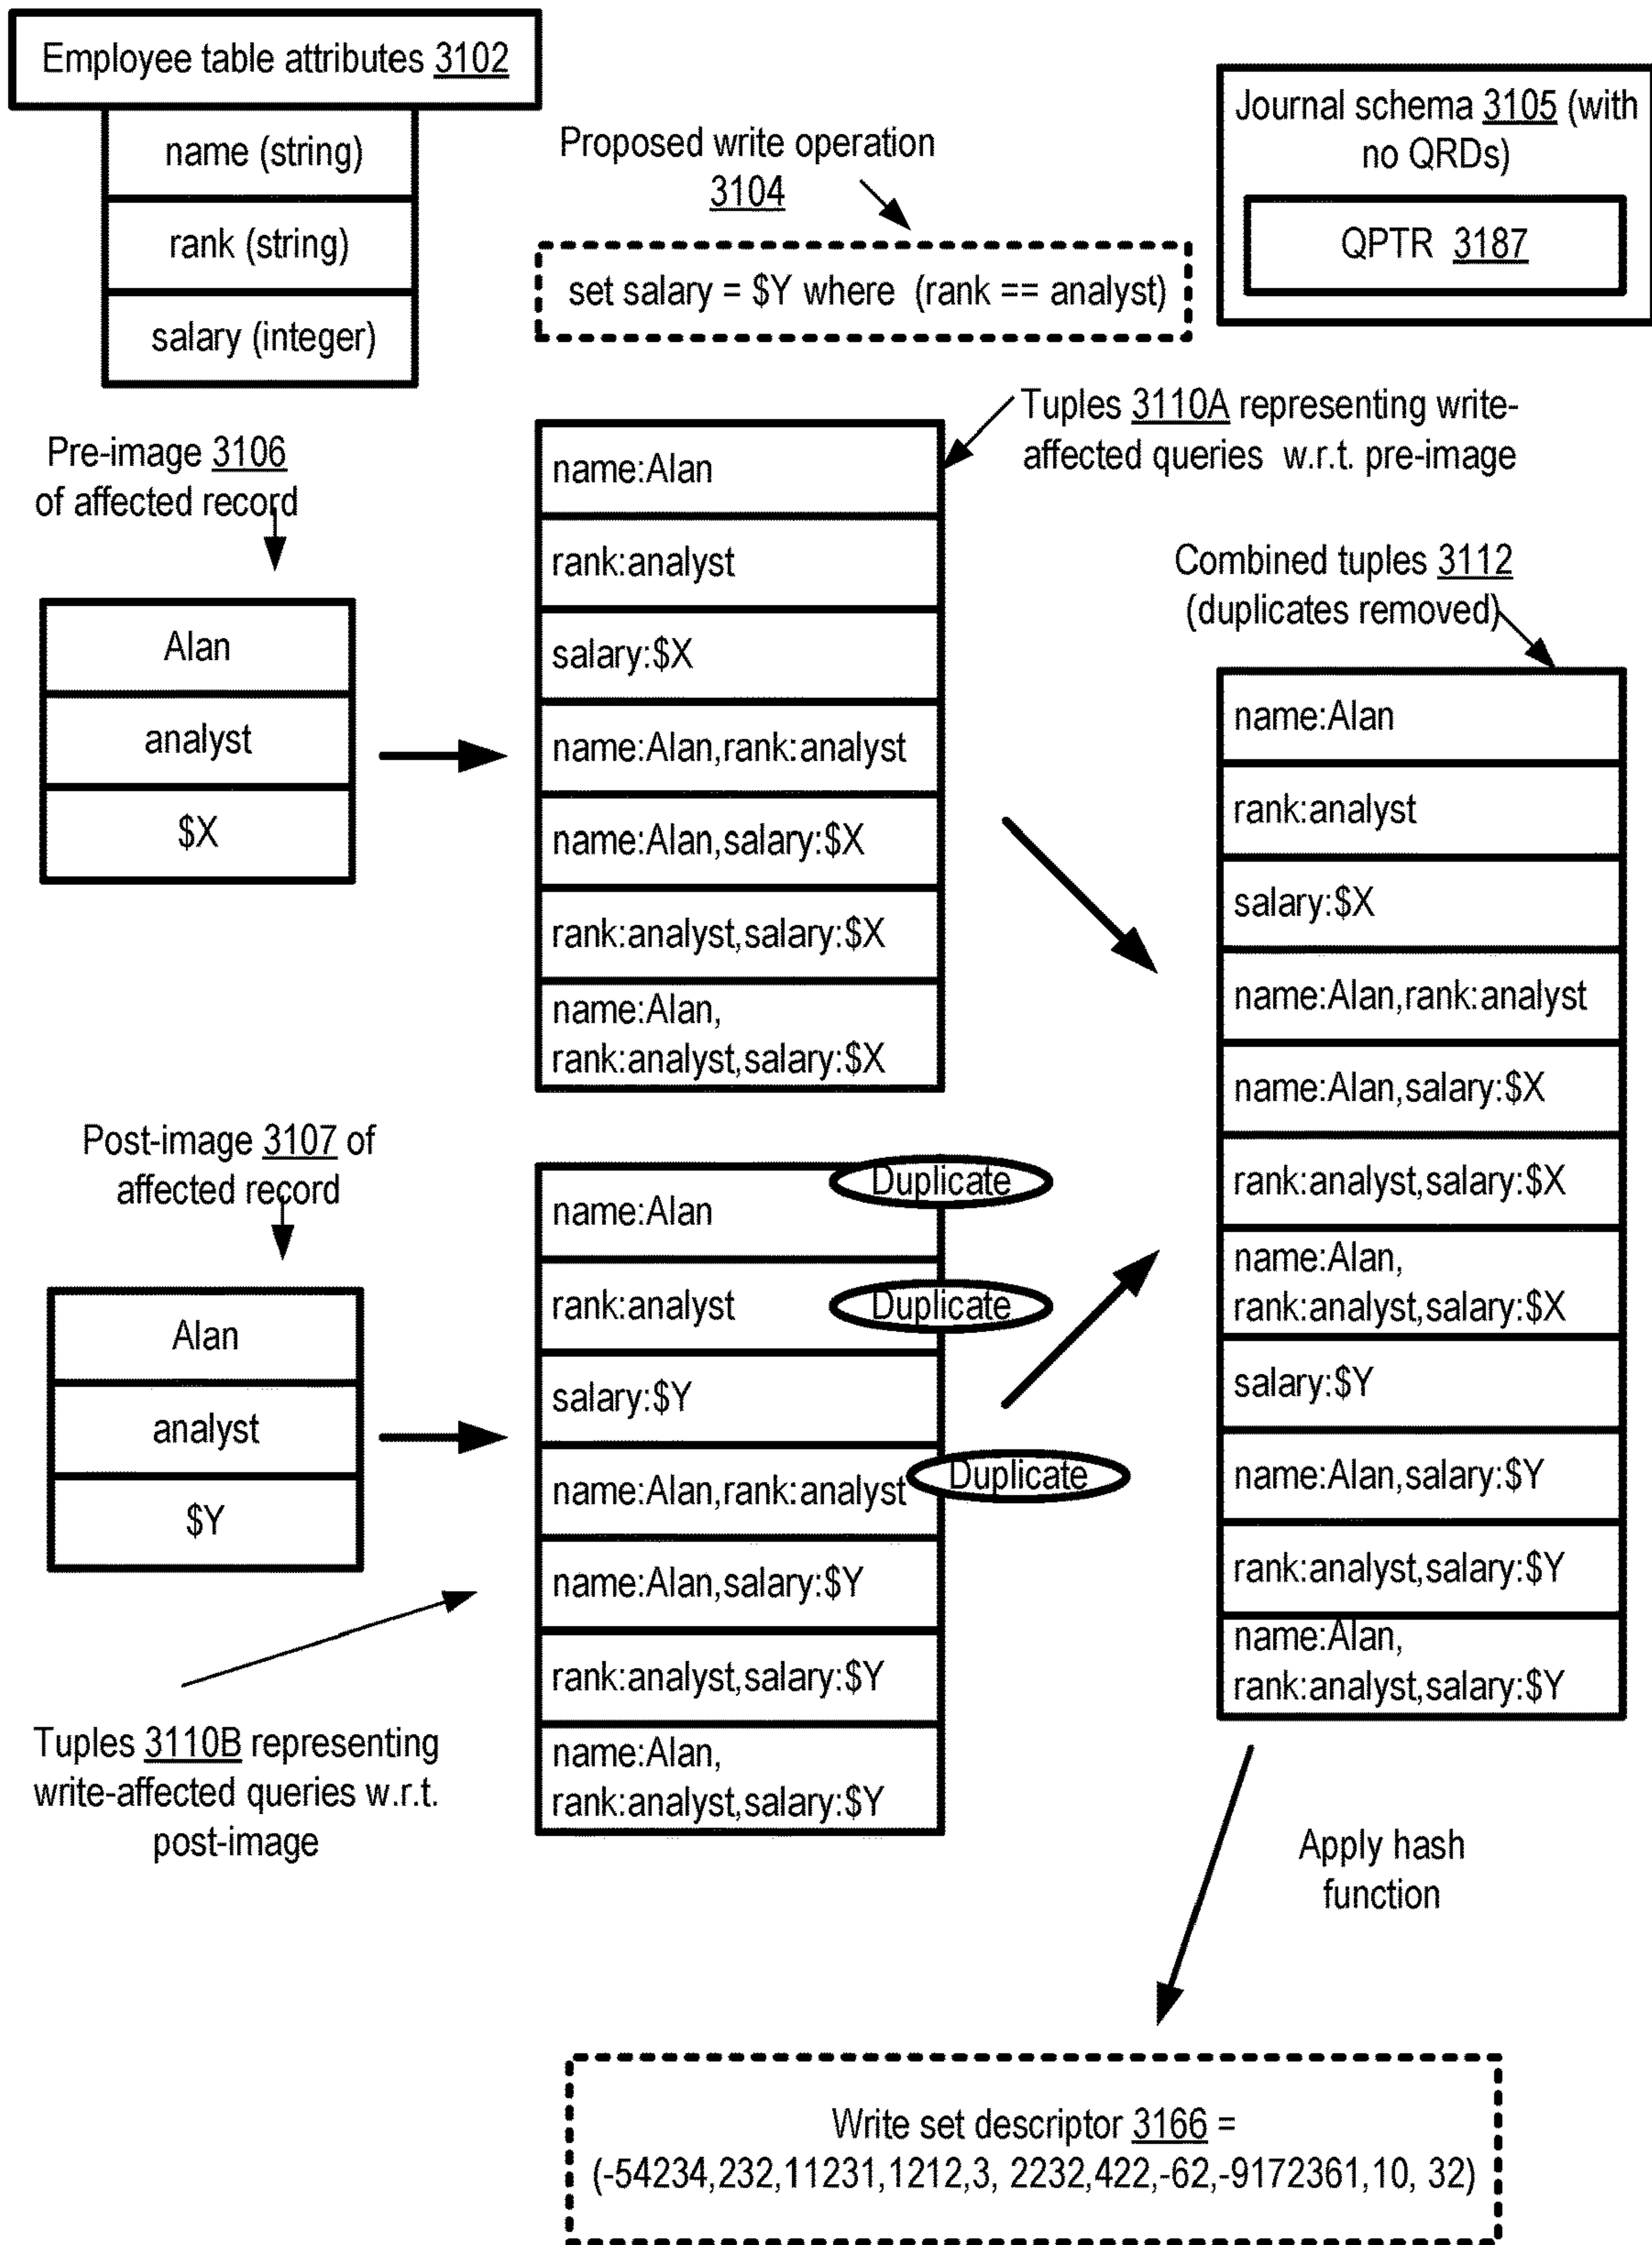 Employee table attributes 3102
name (string)
rank (string)
salary (integer)
Proposed write operation
3104
set salary = $Y where (rank == analyst)
Journal schema 3105 (with
no QRDs)
QPTR 3187
Pre-image 3106
of affected record
Alan
analyst
$X
Tuples 3110A representing write-
affected queries w.r.t. pre-image
name:Alan
rank:analyst
salary:$X
name:Alan,rank:analyst
name:Alan,salary:$X
rank:analyst,salary:$X
name:Alan,
rank:analyst,salary:$X
Post-image 3107 of
affected record
Alan
analyst
$Y
name:Alan
Duplicate
rank:analyst
Duplicate
salary:$Y
name:Alan,rank:analyst
Duplicate
name:Alan,salary:$Y
rank:analyst,salary:$Y
name:Alan,
rank:analyst,salary:$Y
Tuples 3110B representing
write-affected queries w.r.t.
post-image
Combined tuples 3112
(duplicates removed)
name:Alan
rank:analyst
salary:$X
name:Alan,rank:analyst
name:Alan,salary:$X
rank:analyst,salary:$X
name:Alan,
rank:analyst,salary:$X
salary:$Y
name:Alan,salary:$Y
rank:analyst,salary:$Y
name:Alan,
rank:analyst,salary:$Y
Apply hash
function
Write set descriptor 3166 =
(-54234,232,11231,1212,3, 2232,422,-62,-9172361,10, 32)